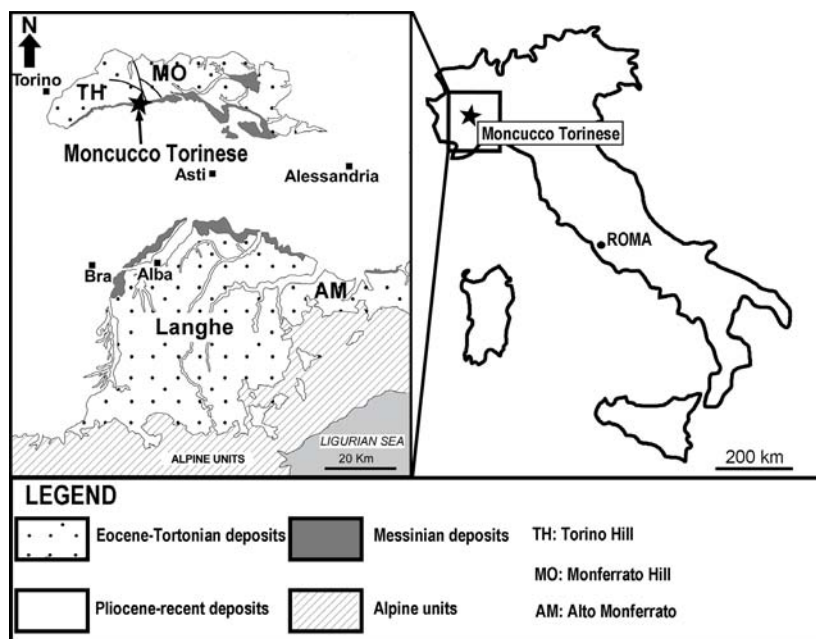 N
Torino
TH
MO
Moncucco Torinese
Asti
Alessandria
Bra
Alba
AM
Langhe
LIGURIAN SEA
ALPINE UNITS
20 Km
Moncucco Torinese
ROMA
200 km
LEGEND
Eocene-Tortonian deposits
Messinian deposits
TH: Torino Hill
MO: Monferrato Hill
Pliocene-recent deposits
Alpine units
AM: Alto Monferrato